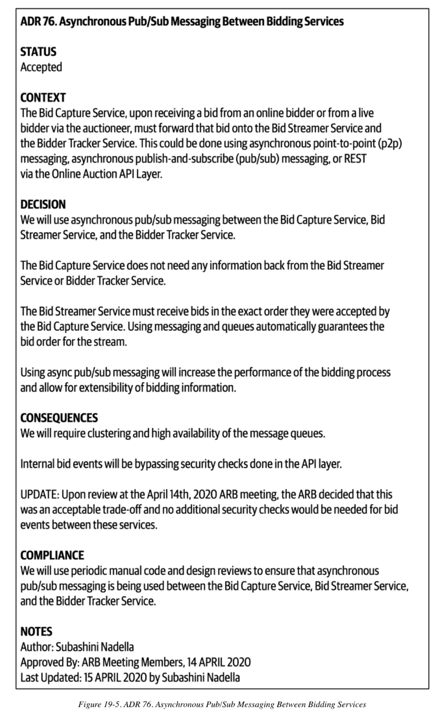 ADR 76. Asynchronous Pub/Sub Messaging Between Bidding Services
STATUS
Accepted
CONTEXT
The Bid Capture Service, upon receiving a bid from an online bidder or from a live
bidder via the auctioneer, must forward that bid onto the Bid Streamer Service and
the Bidder Tracker Service. This could be done using asynchronous point-to-point (p2p)
messaging, asynchronous publish-and-subscribe (pub/sub) messaging, or REST
via the Online Auction API Layer.
DECISION
We will use asynchronous pub/sub messaging between the Bid Capture Service, Bid
Streamer Service, and the Bidder Tracker Service.
The Bid Capture Service does not need any information back from the Bid Streamer
Service or Bidder Tracker Service.
The Bid Streamer Service must receive bids in the exact order they were accepted by
the Bid Capture Service. Using messaging and queues automatically guarantees the
bid order for the stream.
Using async pub/sub messaging will increase the performance of the bidding process
and allow for extensibility of bidding information.
CONSEQUENCES
We will require clustering and high availability of the message queues.
Internal bid events will be bypassing security checks done in the API layer.
UPDATE: Upon review at the April 14th, 2020 ARB meeting, the ARB decided that this
was an acceptable trade-off and no additional security checks would be needed for bid
events between these services.
COMPLIANCE
We will use periodic manual code and design reviews to ensure that asynchronous
pub/sub messaging is being used between the Bid Capture Service, Bid Streamer Service,
and the Bidder Tracker Service.
NOTES
Author: Subashini Nadella
Approved By: ARB Meeting Members, 14 APRIL 2020
Last Updated: 15 APRIL 2020 by Subashini Nadella
Figure 19-5. ADR 76. Asynchronous Pub/Sub Messaging Between Bidding Services